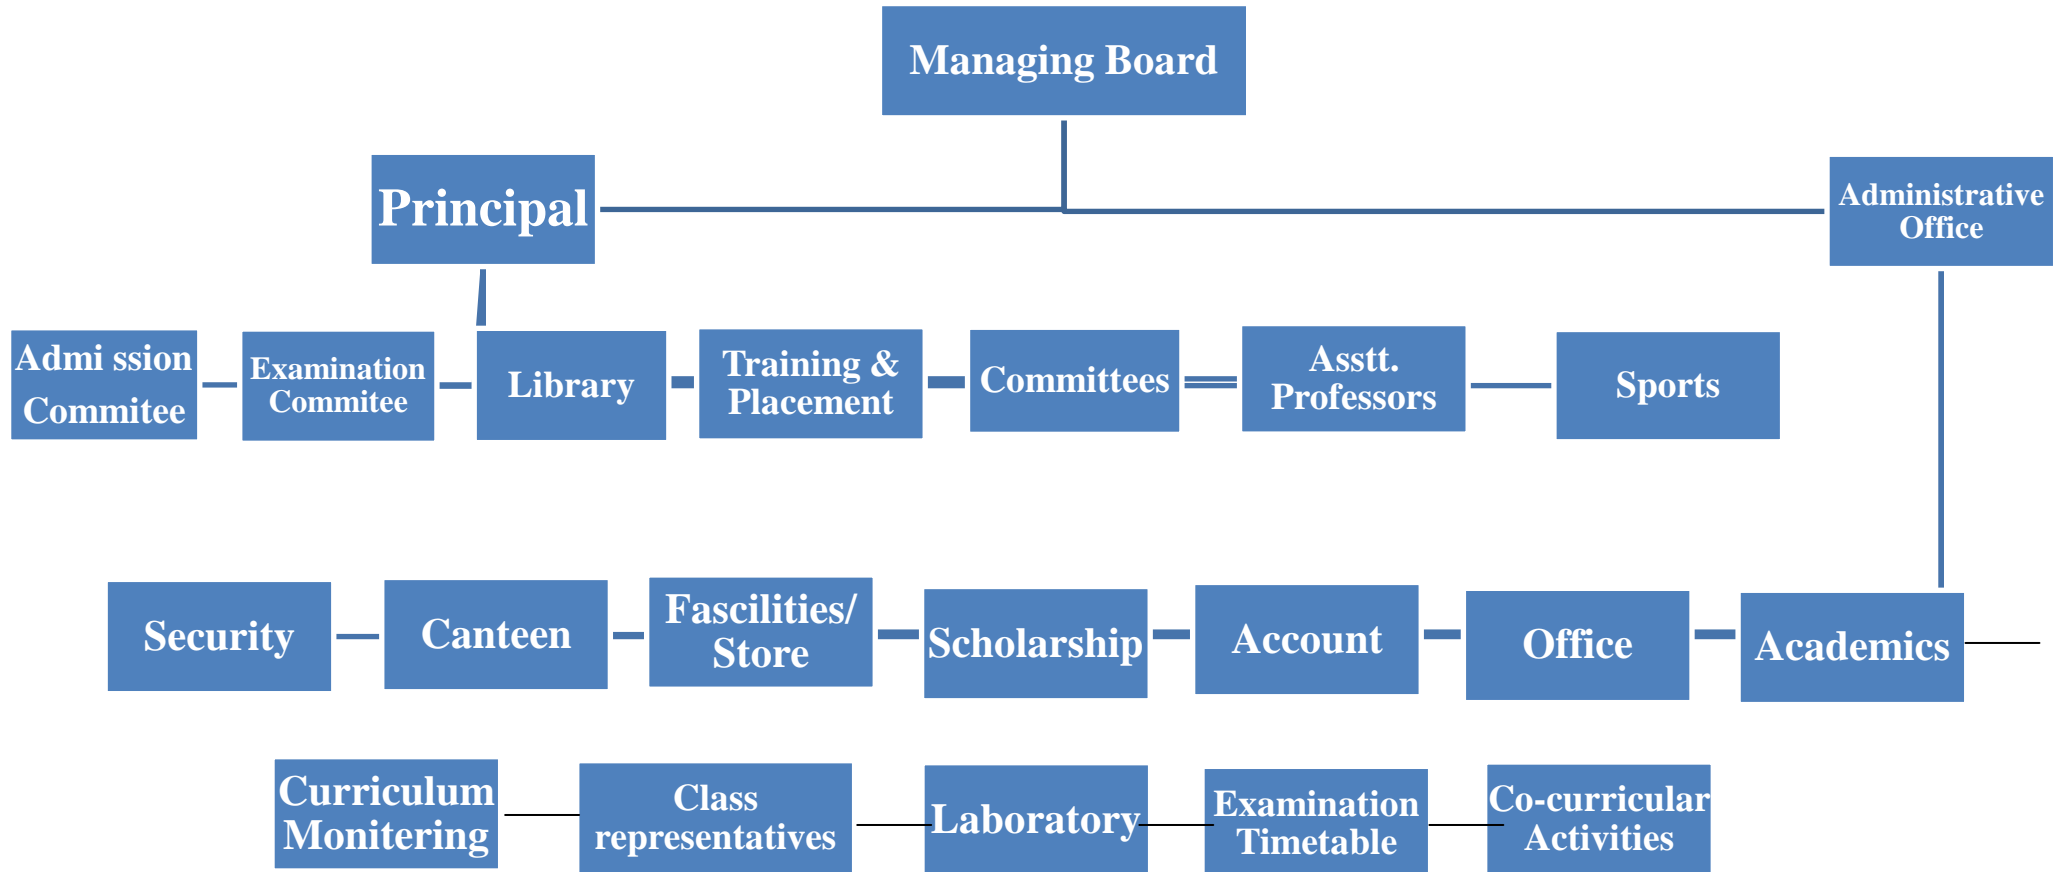 Managing Board
Principal
Administrative
Office
Admi ssion
Commitee
Examination
Commitee
Library
Training &
Placement
Committees
Asstt.
Professors
Sports
Security
Canteen
Fascilities/
Store
Scholarship
Account
Office
Academics
Curriculum
Monitering
Class
representatives
Laboratory
Examination
Timetable
Co-curricular
Activities